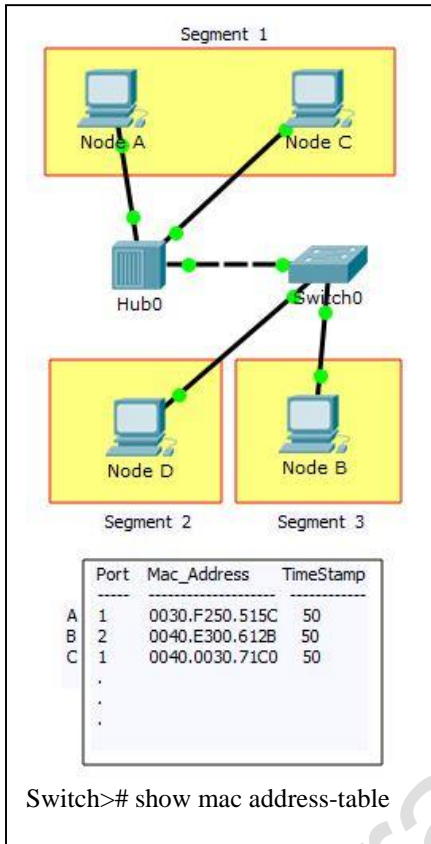 Segment 1
Node A
Node C
Hub0
Switch0
Node D
Node B
Segment 2
Segment 3
Port Mac_Address TimeStamp
----- -------------------- ------------
A 1 0030.F250.515C 50
B 2 0040.E300.612B 50
C 1 0040.0030.71C0 50
.
.
.
Switch># show mac address-table